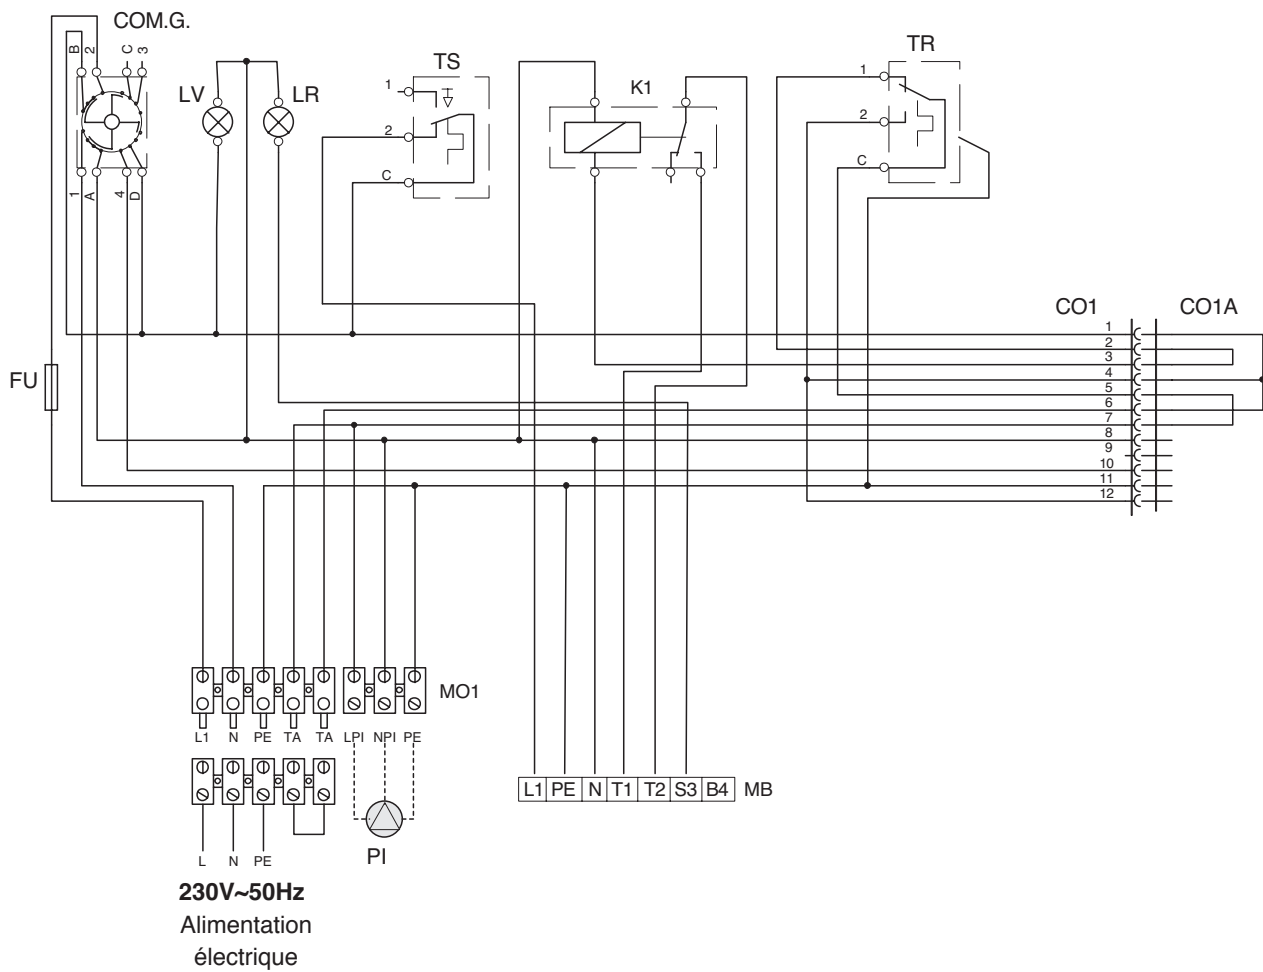 COM.G.
B 2 C 3
1 A 4 D
LV
LR
TS
1
2
C
K1
TR
1
2
C
FU
CO1
CO1A
1
2
3
4
5
6
7
8
9
10
11
12
MO1
L1 N PE TA TA LPI NPI PE
L1 PE N T1 T2 S3 B4 MB
PI
L N PE
230V~50Hz
Alimentation
électrique